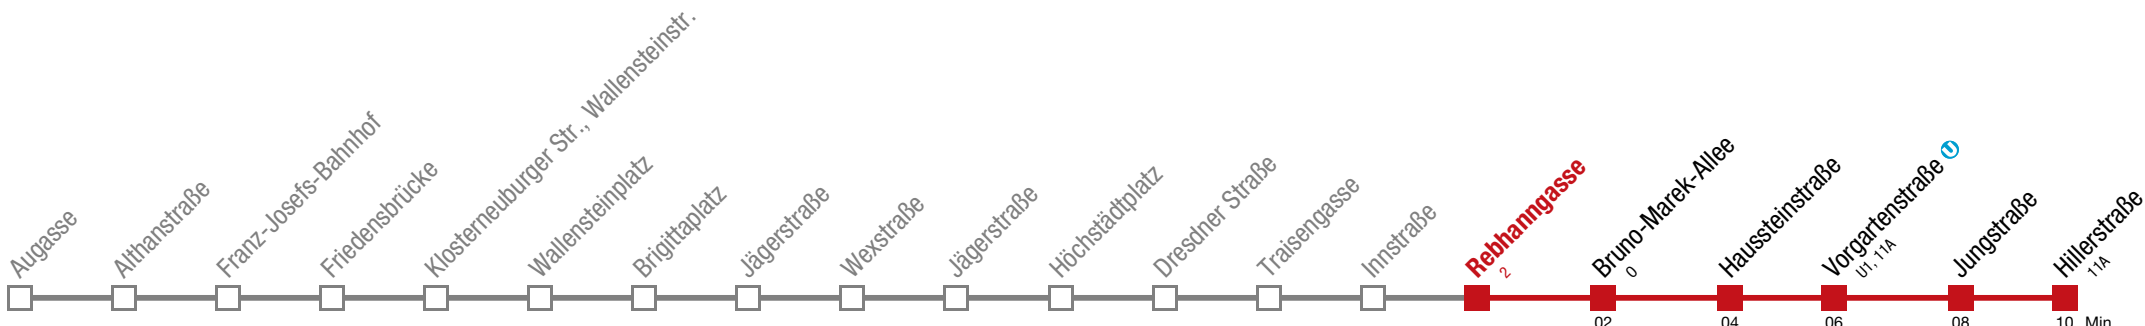 Augasse
Althanstraße
Franz-Josefs-Bahnhof
Friedensbrücke
Klosterneuburger Str., Wallensteinstr.
Wallensteinplatz
Brigittaplatz
Jägerstraße
Wexstraße
Jägerstraße
Höchstädtplatz
Dresdner Straße
Traisengasse
Innstraße
Rebhanngasse
2
Bruno-Marek-Allee
0
Haussteinstraße
Vorgartenstraße U
U1, 11A
Jungstraße
Hillerstraße
11A
02 04 06 08 10 Min